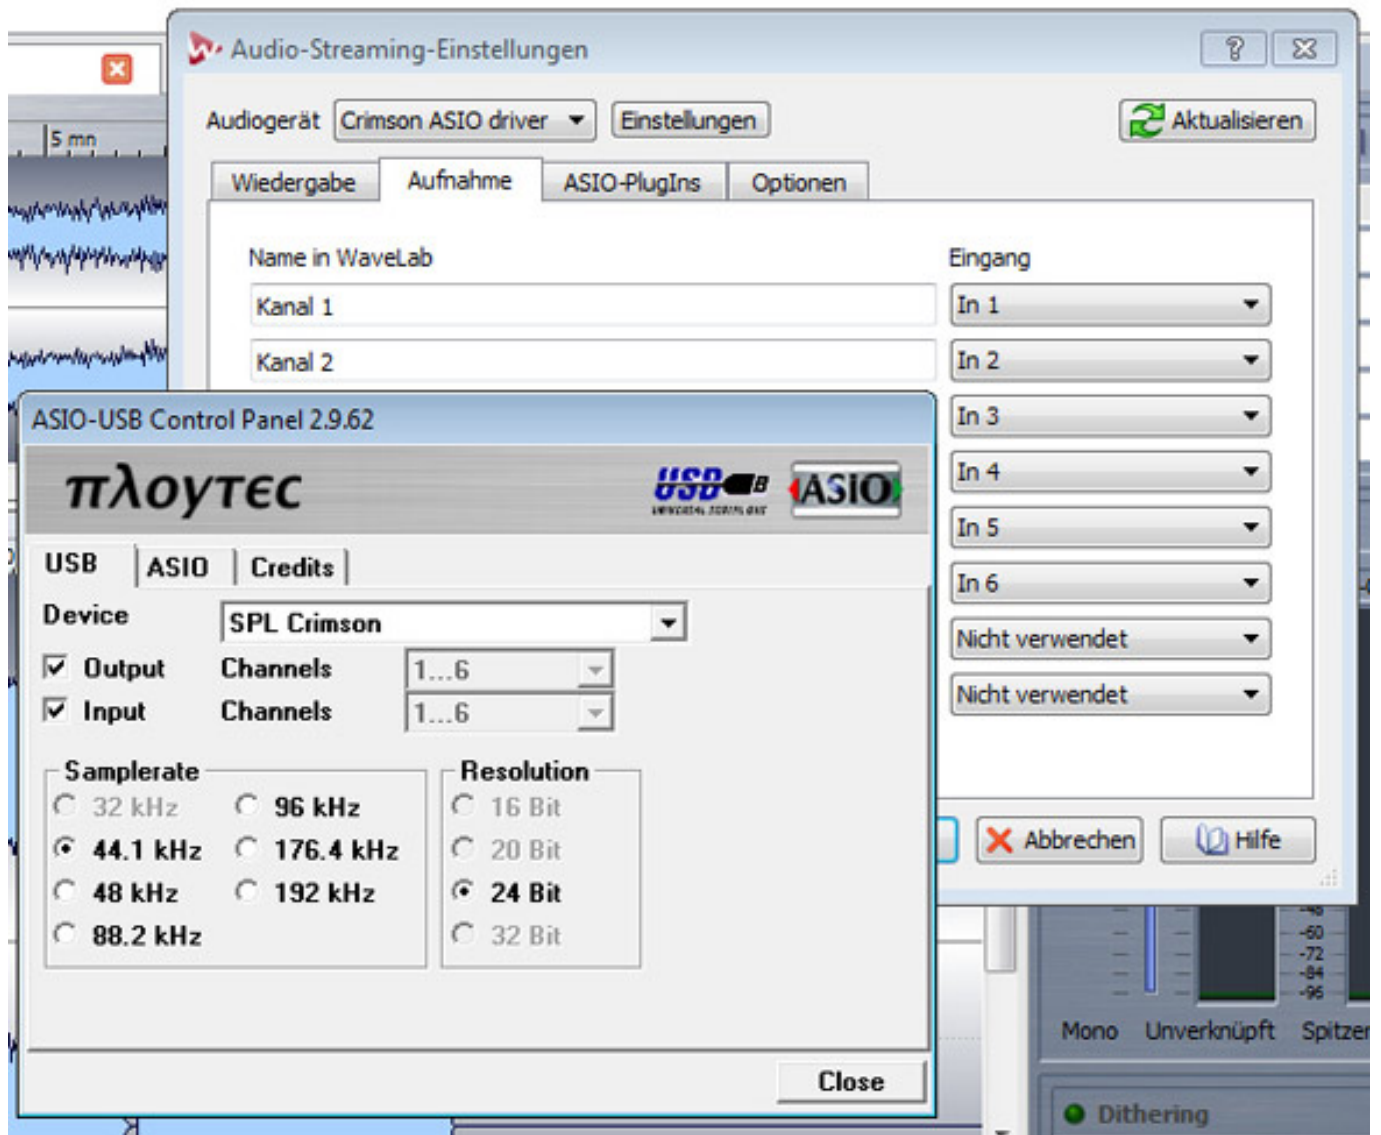 Audio-Streaming-Einstellungen
Audiogerät Crimson ASIO driver Einstellungen Aktualisieren
5 mn
Wiedergabe Aufnahme ASIO-PlugIns Optionen
Name in WaveLab Eingang
Kanal 1 In 1
Kanal 2 In 2
In 3
In 4
In 5
In 6
Nicht verwendet
Nicht verwendet
Abbrechen Hilfe
ASIO-USB Control Panel 2.9.62
πλουτες USB ASIO
USB ASIO Credits
Device SPL Crimson
Output Channels 1...6
Input Channels 1...6
Samplerate Resolution
32 kHz 96 kHz 16 Bit
44.1 kHz 176.4 kHz 20 Bit
48 kHz 192 kHz 24 Bit
88.2 kHz 32 Bit
Close
-60
-72
-84
-96
Mono Unverknüpft Spitzer
Dithering